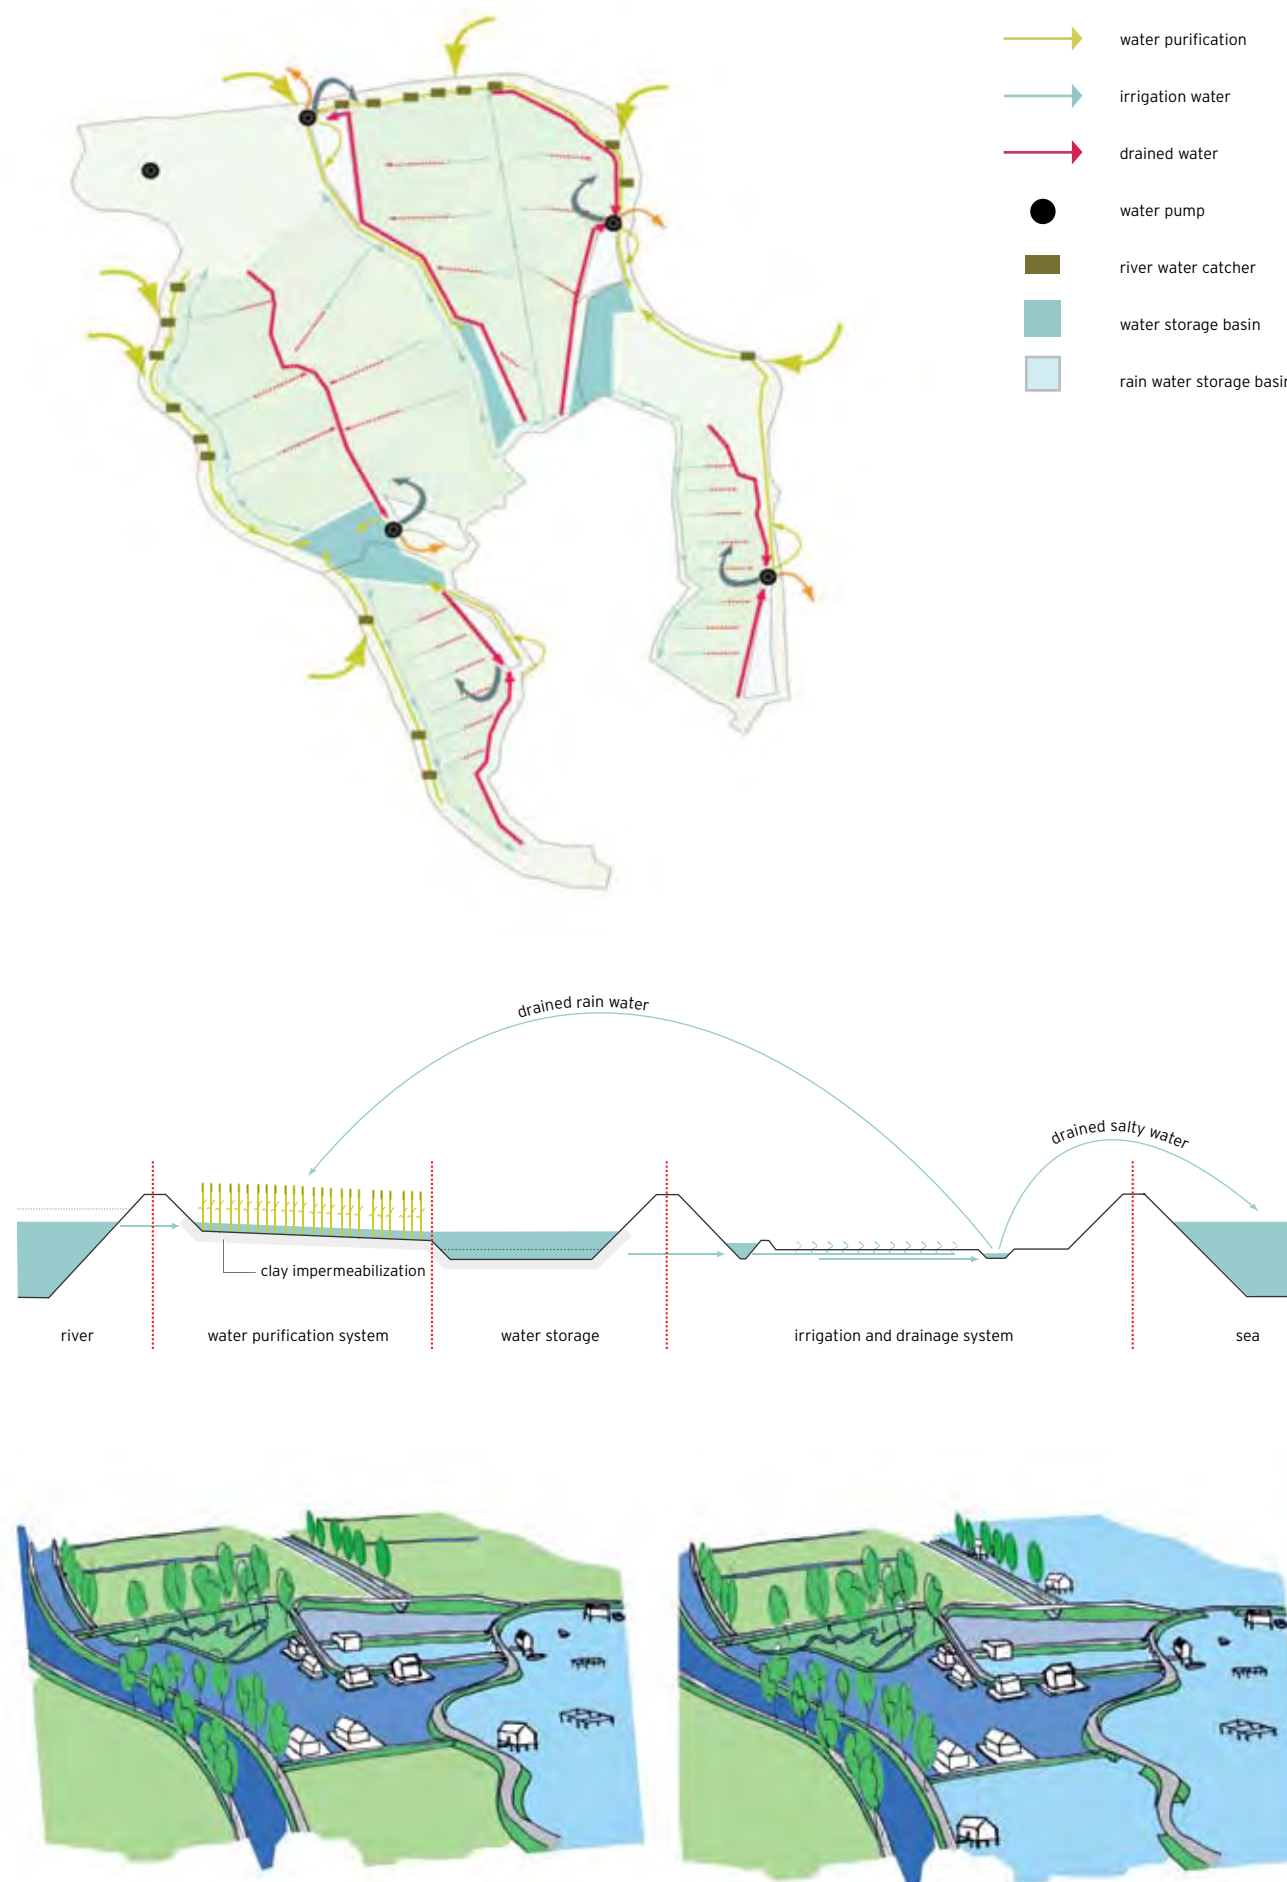 water purification
irrigation water
drained water
water pump
river water catcher
water storage basin
rain water storage basin
drained rain water
drained salty water
clay impermeabilization
river
water purification system
water storage
irrigation and drainage system
sea